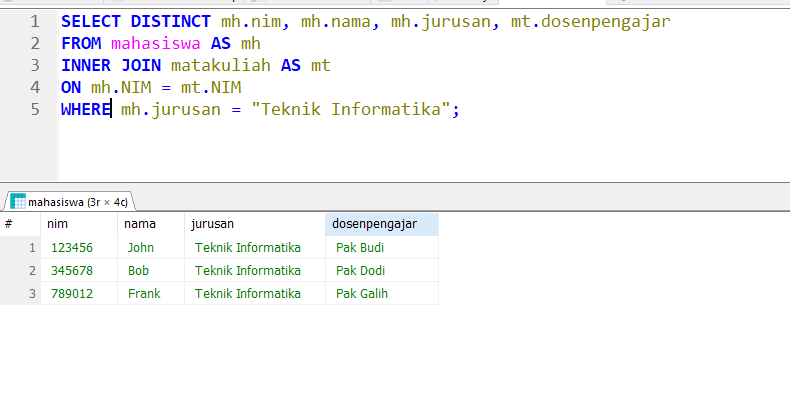 1 SELECT DISTINCT mh.nim, mh.nama, mh.jurusan, mt.dosenpengajar
2 FROM mahasiswa AS mh
3 INNER JOIN matakuliah AS mt
4 ON mh.NIM = mt.NIM
5 WHERE mh.jurusan = "Teknik Informatika";
mahasiswa (3r × 4c)
# nim nama jurusan dosenpengajar
1 123456 John Teknik Informatika Pak Budi
2 345678 Bob Teknik Informatika Pak Dodi
3 789012 Frank Teknik Informatika Pak Galih